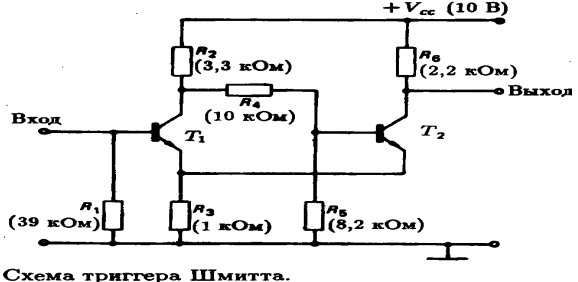 + Vcc (10 В)
R2
(3,3 кОм)
R6
(2,2 кОм)
R4
(10 кОм)
Выход
Вход
T1
T2
R1
(39 кОм)
R3
(1 кОм)
R5
(8,2 кОм)
Схема триггера Шмитта.